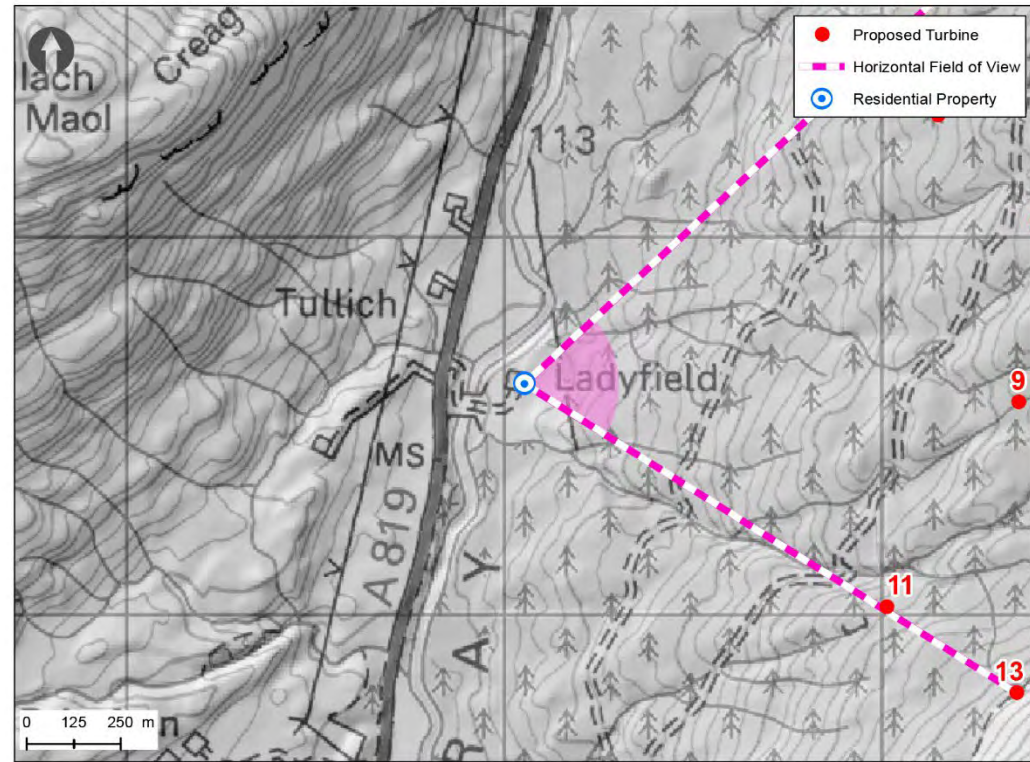 Creag
lach
Maol
Proposed Turbine
Horizontal Field of View
Residential Property
113
Tullich
Ladyfield
9
MS
A819
11
13
R A Y
0 125 250 m
n